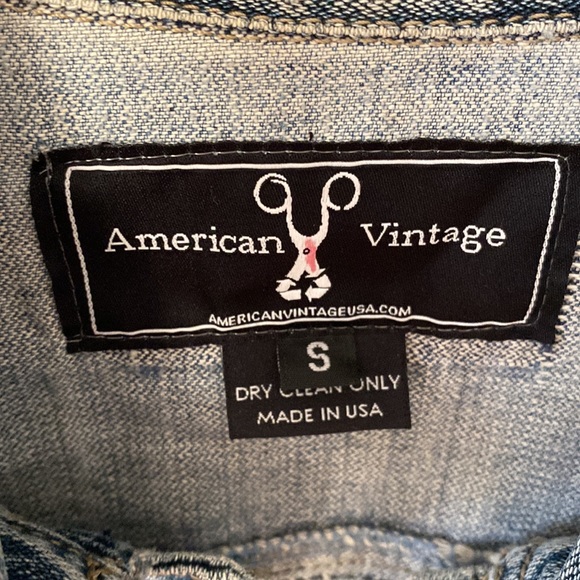 American Vintage
AMERICANVINTAGEUSA.COM
S
DRY CLEAN ONLY
MADE IN USA